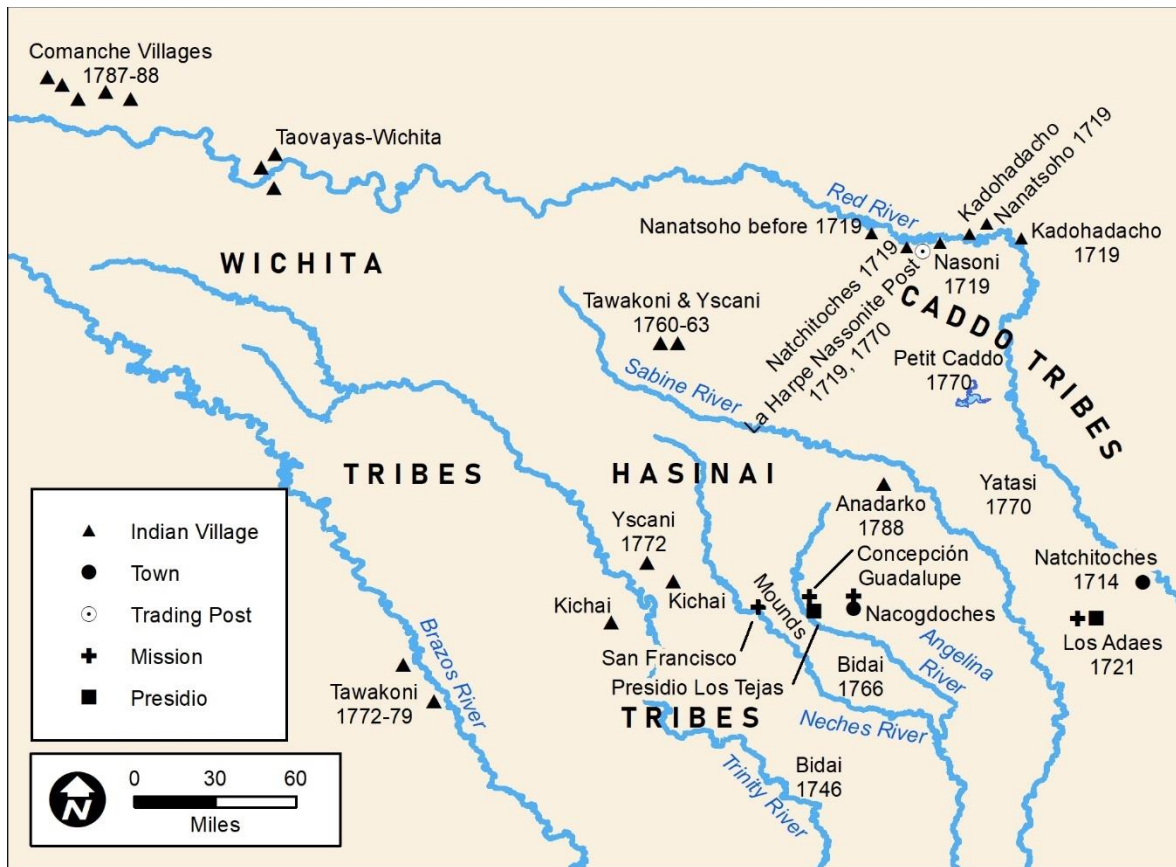 Comanche Villages
1787-88
Taovayas-Wichita
Red River
Kadohadacho
Nanatsoho 1719
Nanatsoho before 1719
Kadohadacho
1719
Nasoni
1719
Natchitoches 1719
La Harpe Nassonite Post
1719, 1770
WICHITA
CADDO TRIBES
Tawakoni & Yscani
1760-63
Sabine River
Petit Caddo
1770
TRIBES
HASINAI
Yatasi
1770
Anadarko
1788
Yscani
1772
Concepción
Guadalupe
Natchitoches
1714
Kichai
Kichai
Mounds
Nacogdoches
Los Adaes
1721
San Francisco
Presidio Los Tejas
Bidai
1766
Angelina
River
Brazos River
Tawakoni
1772-79
TRIBES
Neches River
Trinity River
Bidai
1746
Indian Village
Town
Trading Post
Mission
Presidio
N
0 30 60
Miles